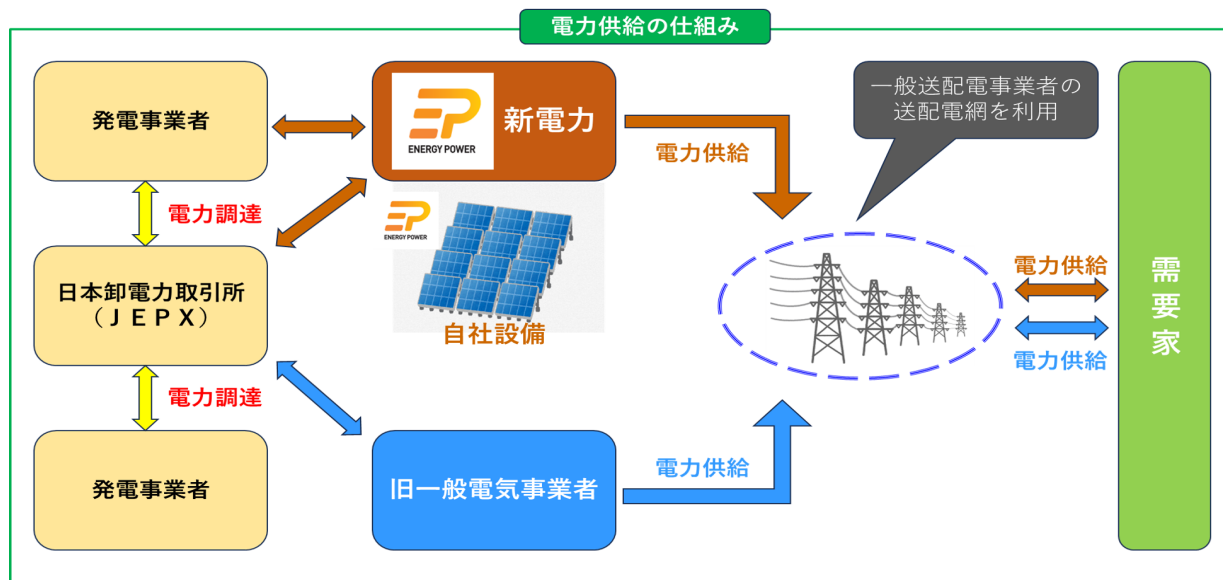 電力供給の仕組み
発電事業者
電力調達
日本卸電力取引所
（ＪＥＰＸ）
電力調達
発電事業者
EP
ENERGY POWER
新電力
EP
ENERGY POWER
自社設備
旧一般電気事業者
電力供給
電力供給
一般送配電事業者の
送配電網を利用
電力供給
電力供給
需要家